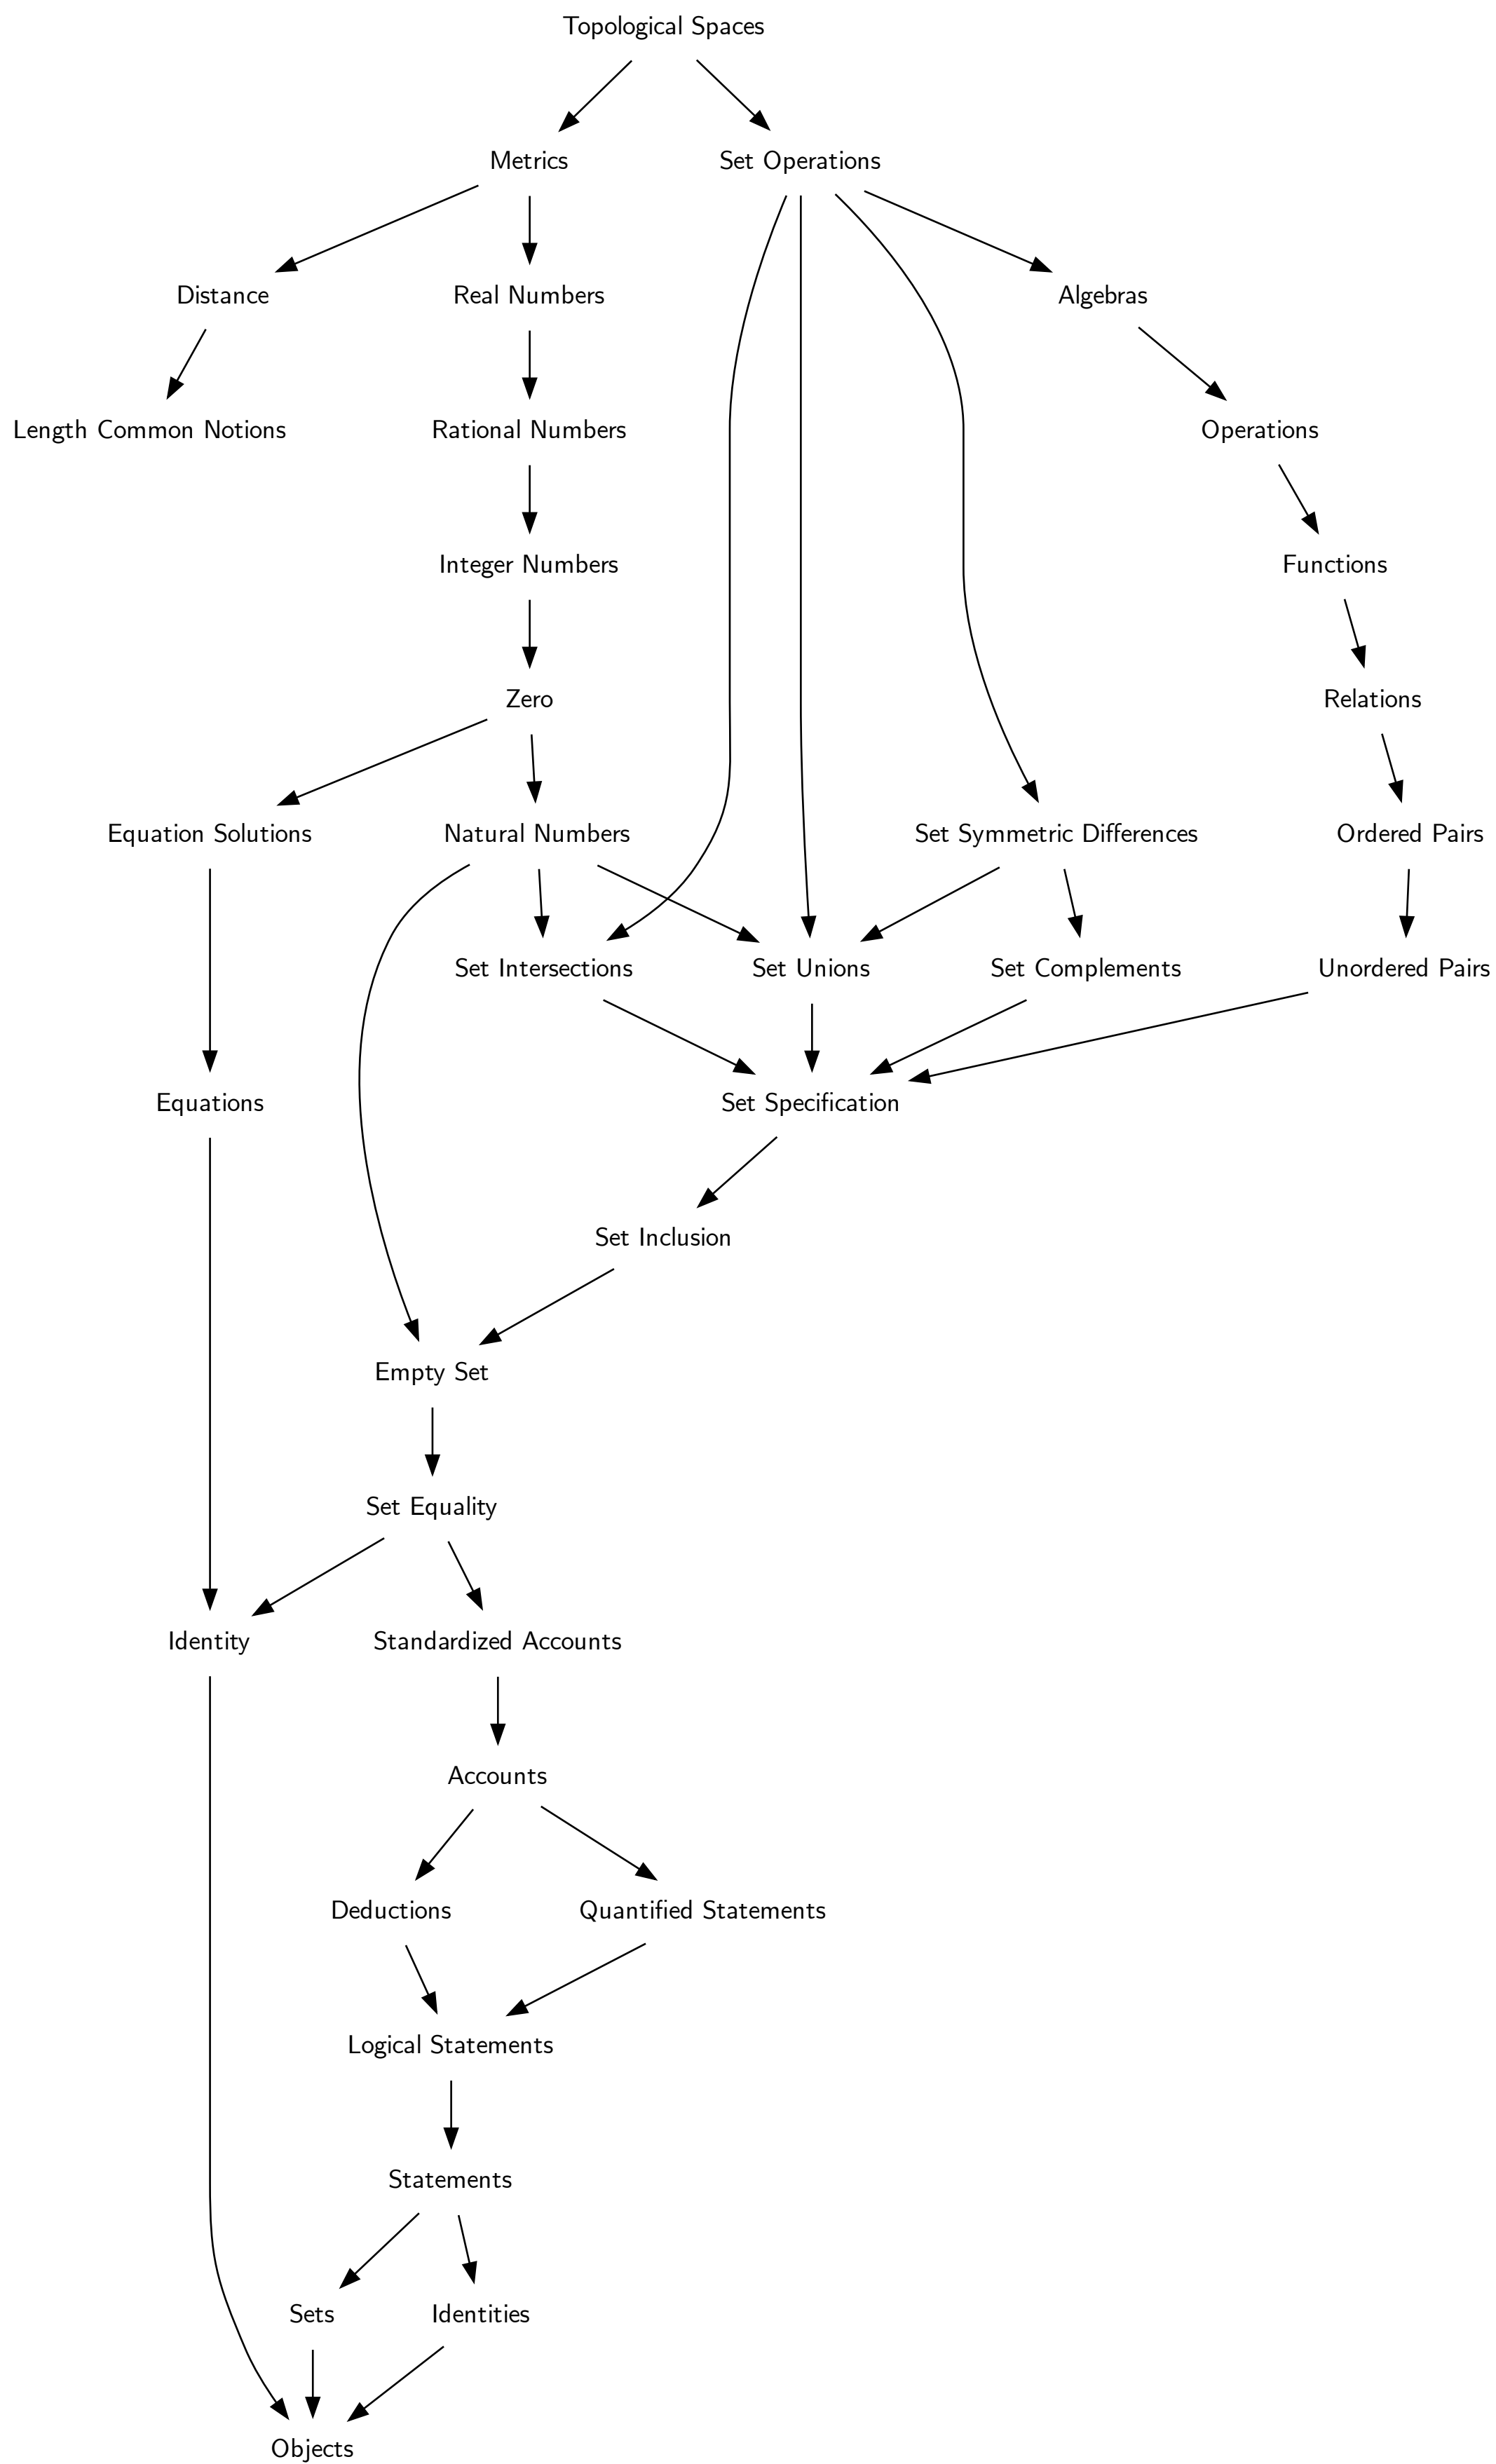 Topological Spaces
Metrics
Set Operations
Distance
Real Numbers
Algebras
Length Common Notions
Rational Numbers
Operations
Integer Numbers
Functions
Zero
Relations
Equation Solutions
Natural Numbers
Set Symmetric Differences
Ordered Pairs
Set Intersections
Set Unions
Set Complements
Unordered Pairs
Equations
Set Specification
Set Inclusion
Empty Set
Set Equality
Identity
Standardized Accounts
Accounts
Deductions
Quantified Statements
Logical Statements
Statements
Sets
Identities
Objects